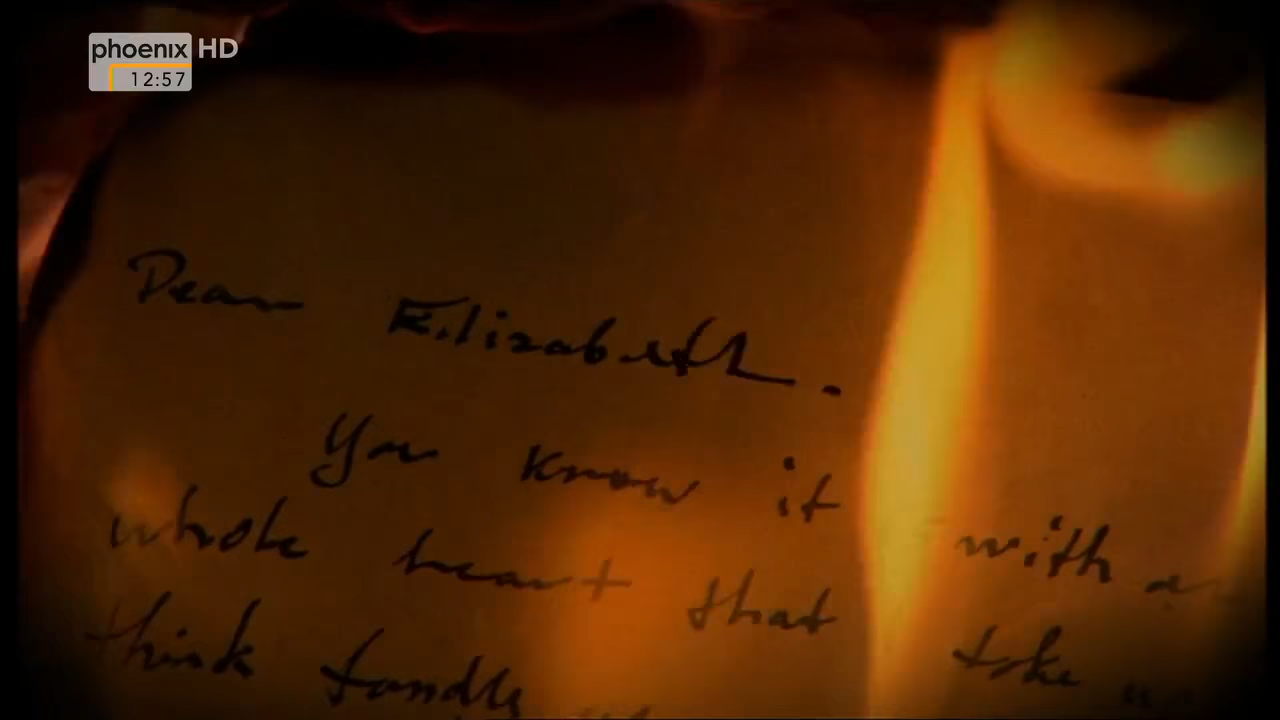 phoenix HD
12:57
Dear Elizabeth.
You know it with
whole heart that take
think fondly